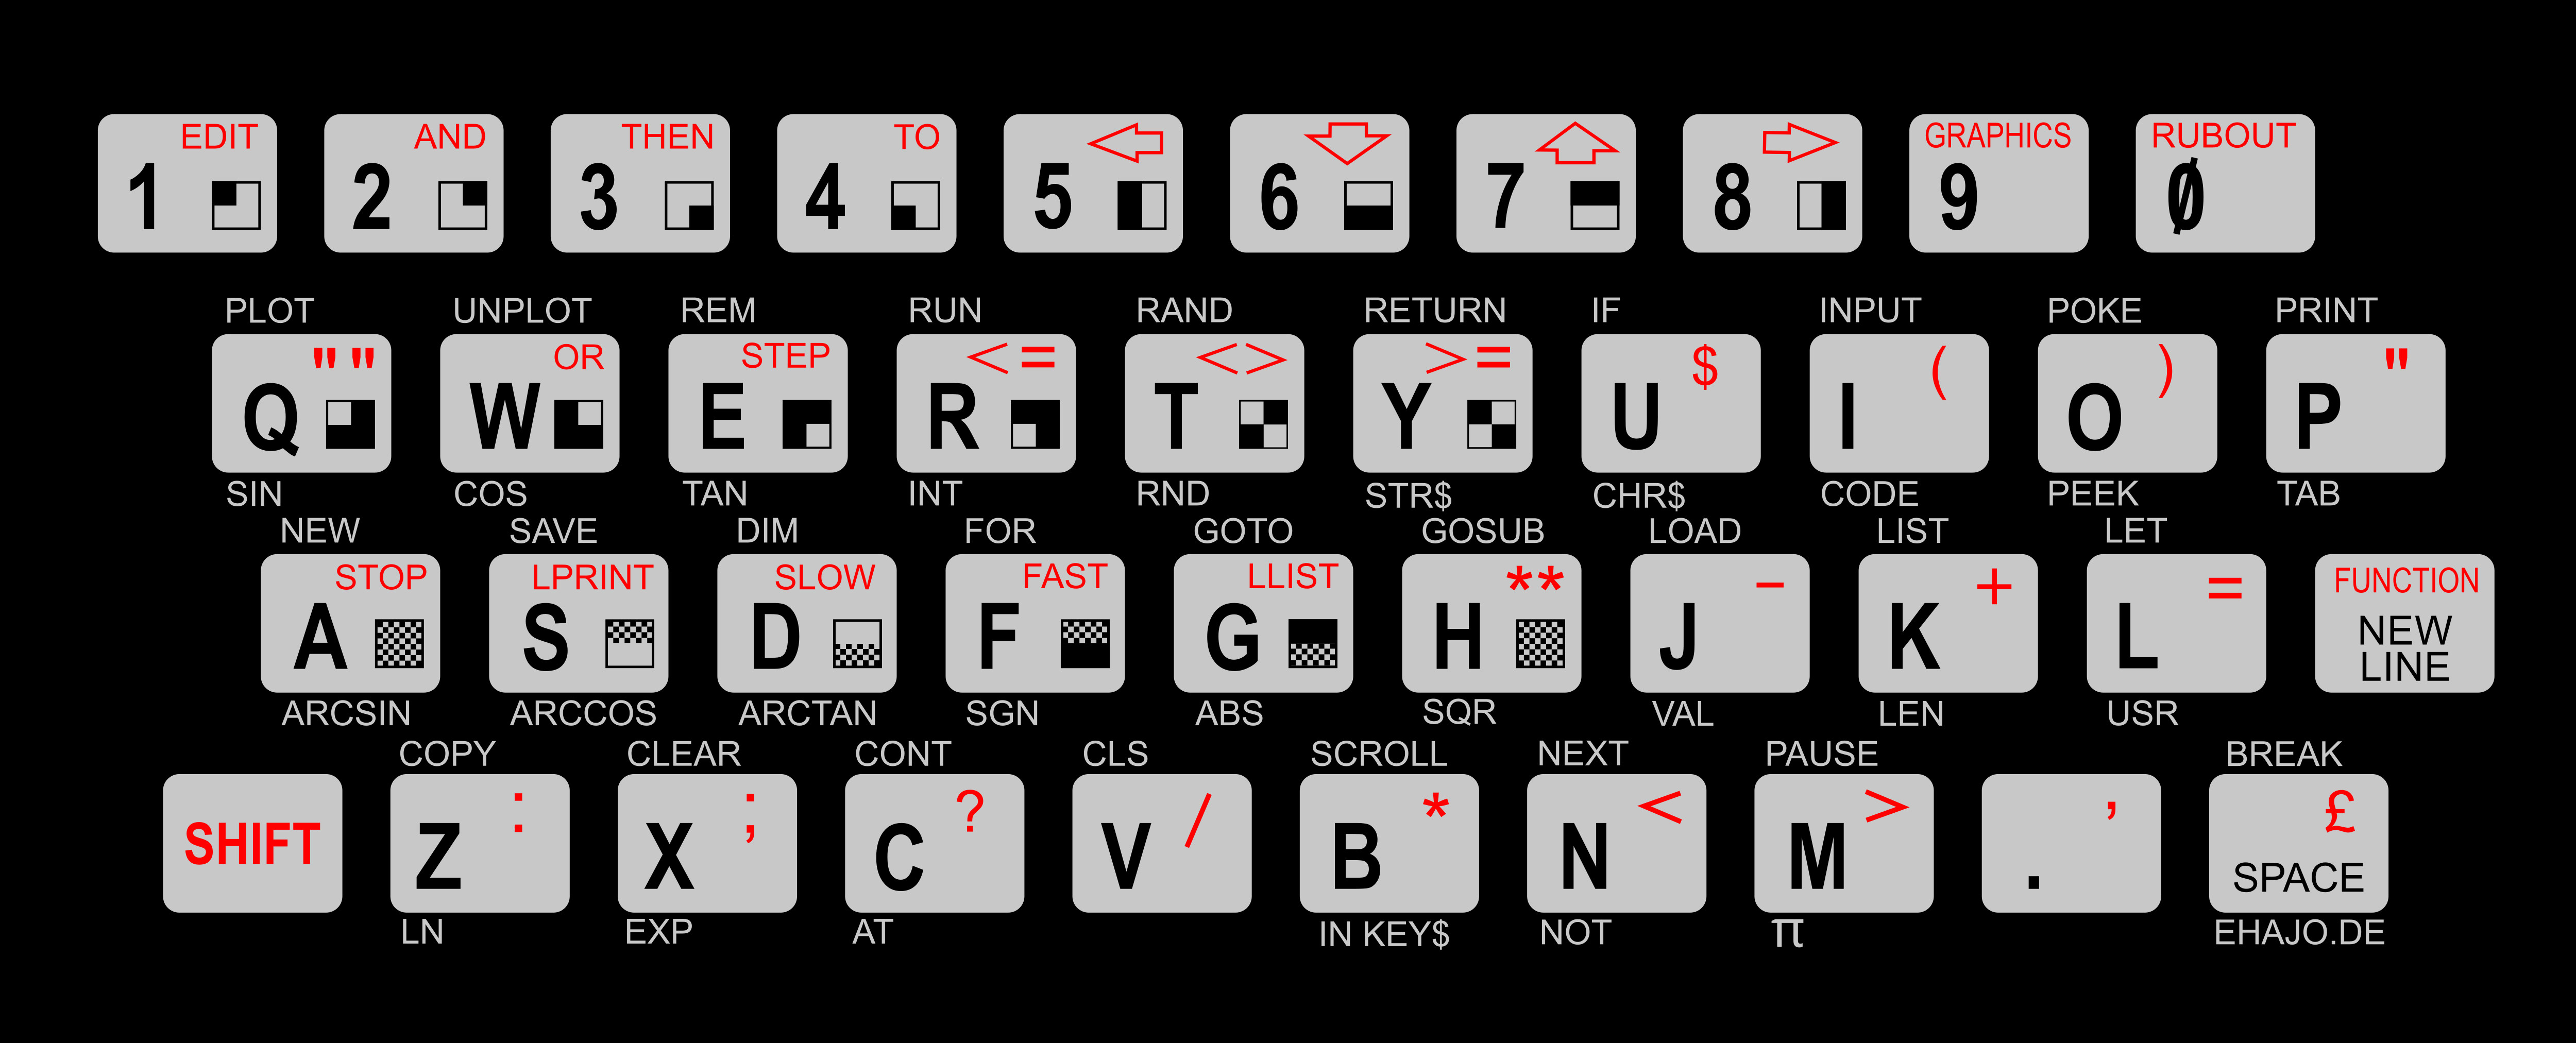 EDIT AND THEN TO GRAPHICS RUBOUT
1 2 3 4 5 6 7 8 9 0
PLOT UNPLOT REM RUN RAND RETURN IF INPUT POKE PRINT
"" OR STEP <= <> >= $ ( ) "
Q W E R T Y U I O P
SIN COS TAN INT RND STR$ CHR$ CODE PEEK TAB
NEW SAVE DIM FOR GOTO GOSUB LOAD LIST LET
STOP LPRINT SLOW FAST LLIST ** - + = FUNCTION
A S D F G H J K L NEW LINE
ARCSIN ARCCOS ARCTAN SGN ABS SQR VAL LEN USR
COPY CLEAR CONT CLS SCROLL NEXT PAUSE BREAK
: ; ? / * < > , £
SHIFT Z X C V B N M . SPACE
LN EXP AT IN KEY$ NOT π EHAJO.DE